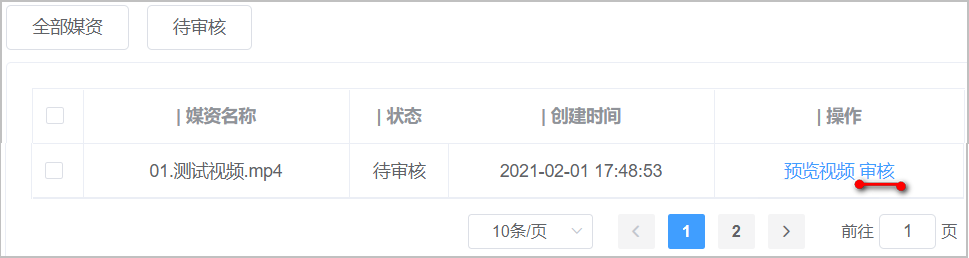 全部媒资 待审核
| 媒资名称 | 状态 | 创建时间 | 操作
01.测试视频.mp4 待审核 2021-02-01 17:48:53 预览视频 审核
10条/页 1 2 前往 1 页